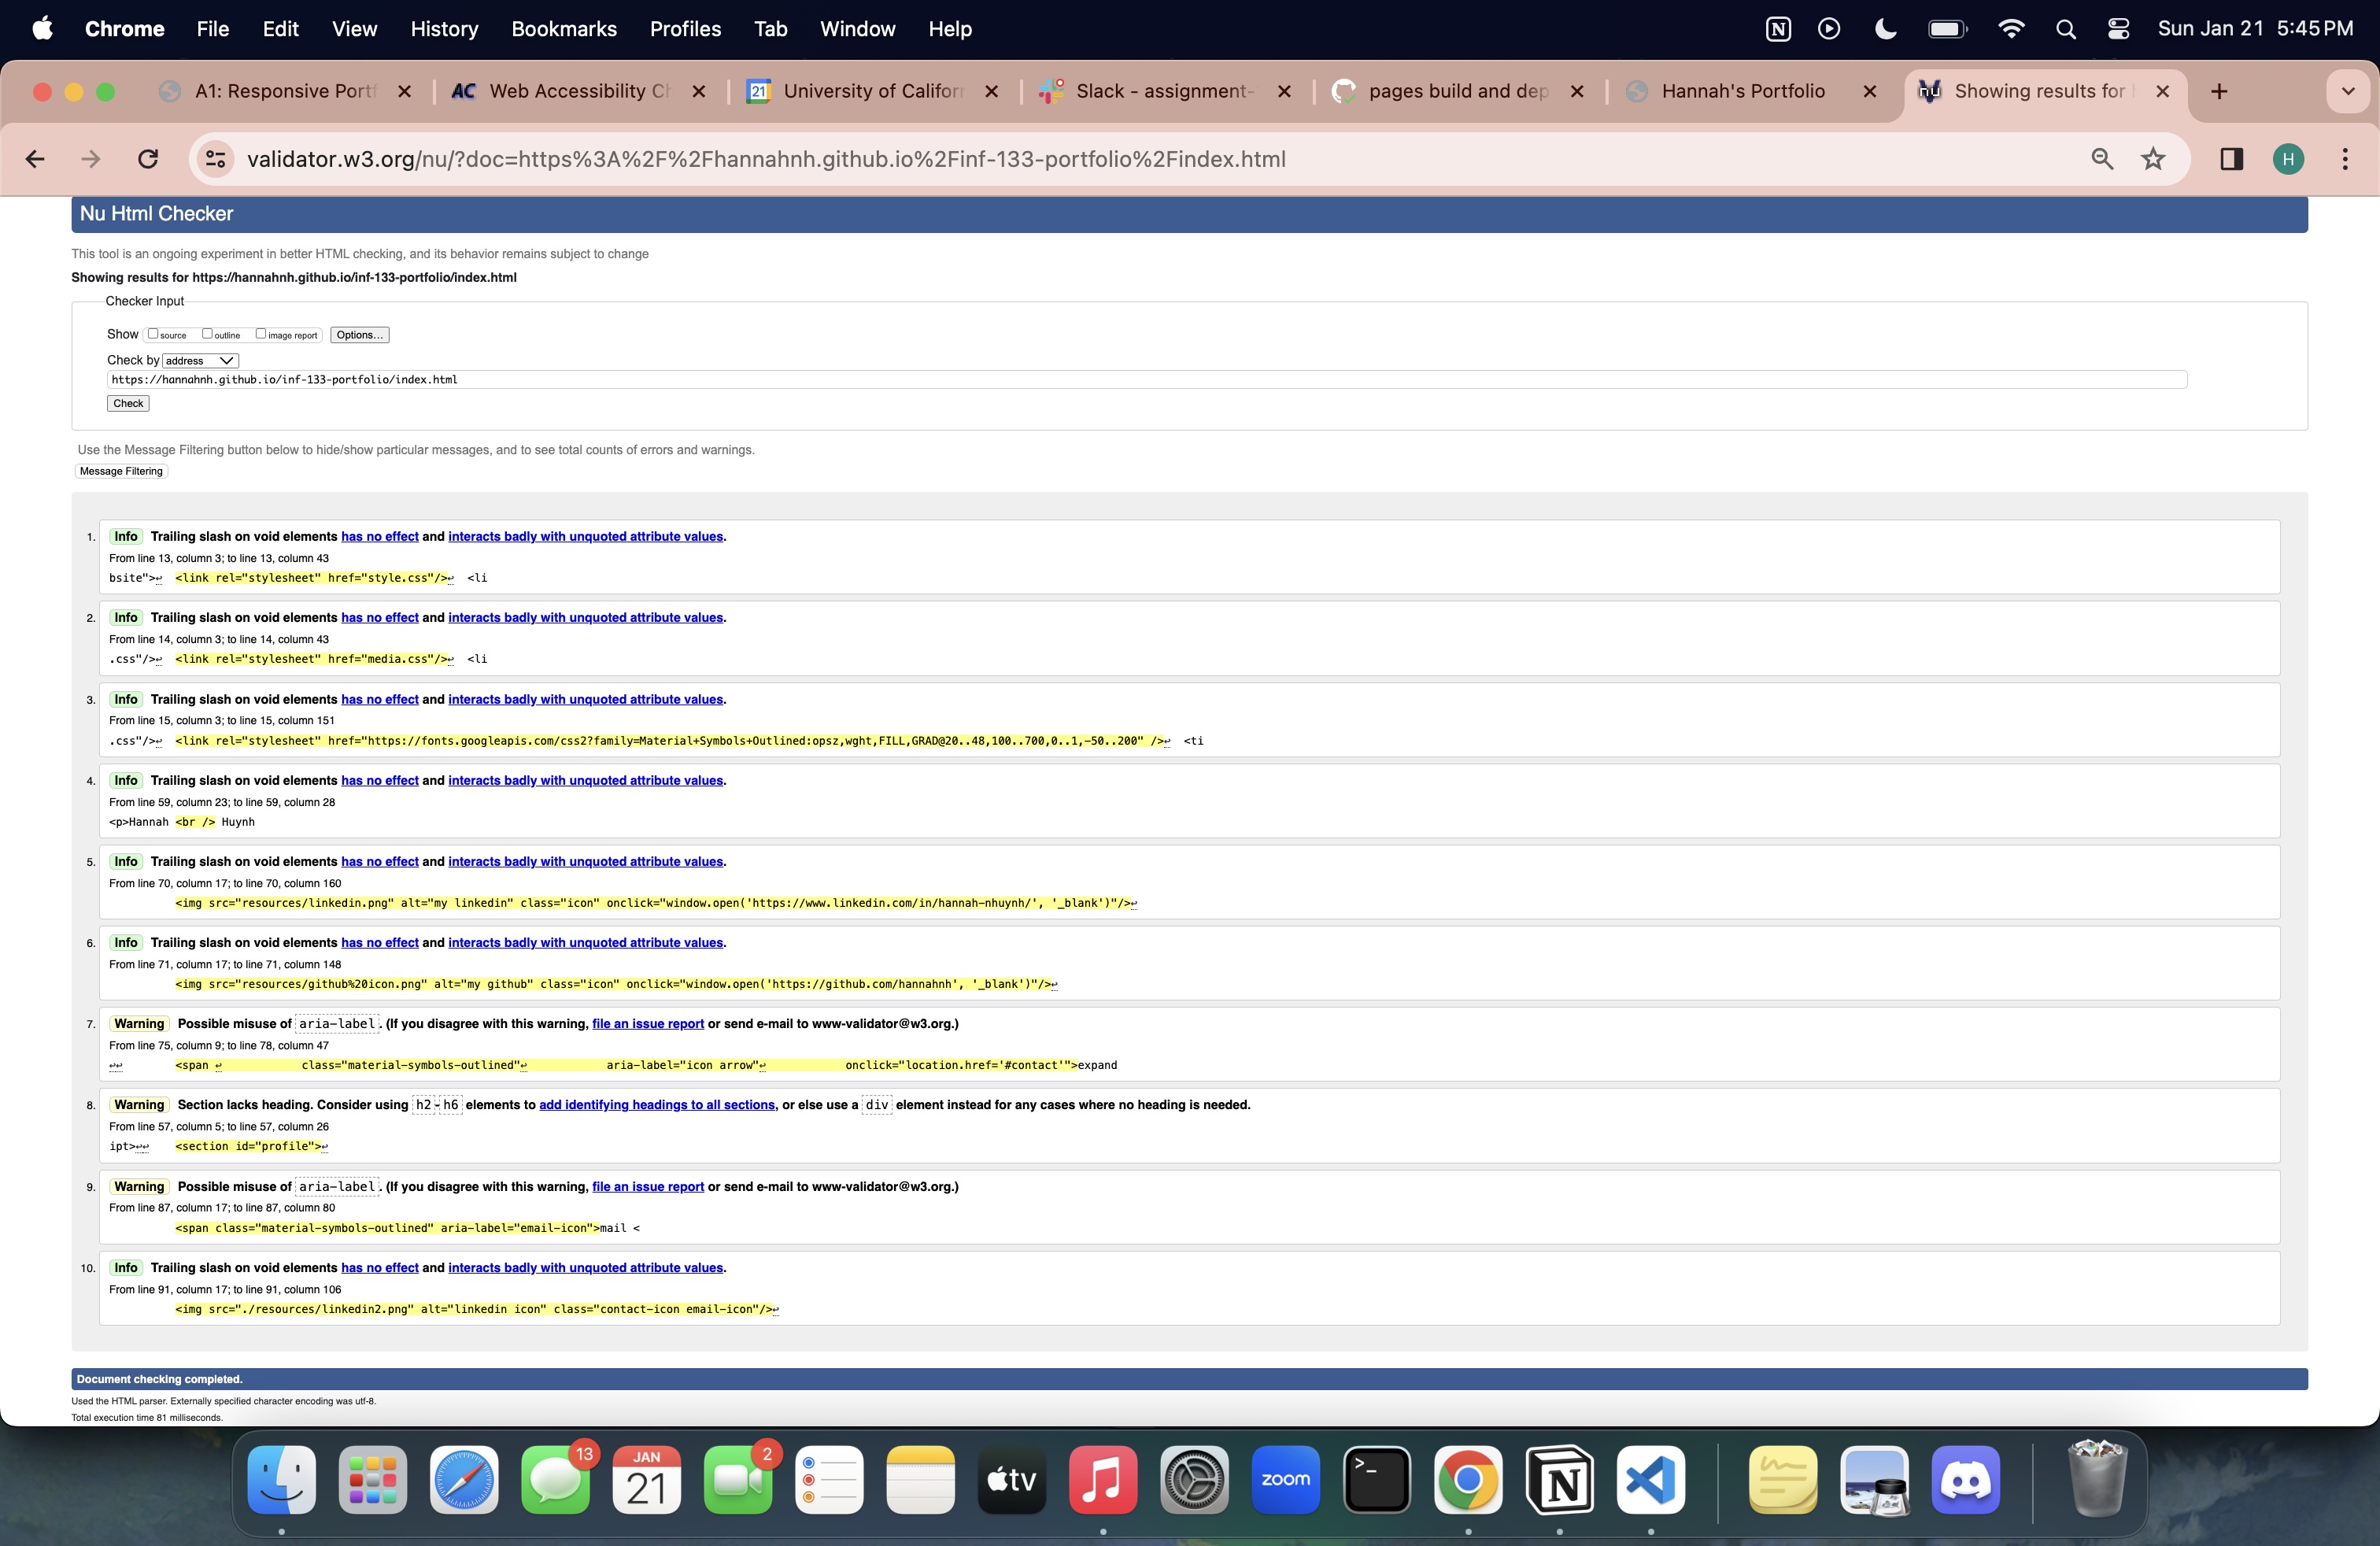 Chrome File Edit View History Bookmarks Profiles Tab Window Help Sun Jan 21 5:45 PM
A1: Responsive Portf AC Web Accessibility Ch 21 University of Californ Slack - assignment- pages build and dep Hannah's Portfolio nu Showing results for
validator.w3.org/nu/?doc=https%3A%2F%2Fhannahnh.github.io%2Finf-133-portfolio%2Findex.html H
Nu Html Checker
This tool is an ongoing experiment in better HTML checking, and its behavior remains subject to change
Showing results for https://hannahnh.github.io/inf-133-portfolio/index.html
Checker Input
Show source outline image report Options...
Check by address
https://hannahnh.github.io/inf-133-portfolio/index.html
Check
Use the Message Filtering button below to hide/show particular messages, and to see total counts of errors and warnings.
Message Filtering
1. Info Trailing slash on void elements has no effect and interacts badly with unquoted attribute values.
From line 13, column 3; to line 13, column 43
bsite">↩ <link rel="stylesheet" href="style.css"/>↩ <li
2. Info Trailing slash on void elements has no effect and interacts badly with unquoted attribute values.
From line 14, column 3; to line 14, column 43
.css"/>↩ <link rel="stylesheet" href="media.css"/>↩ <li
3. Info Trailing slash on void elements has no effect and interacts badly with unquoted attribute values.
From line 15, column 3; to line 15, column 151
.css"/>↩ <link rel="stylesheet" href="https://fonts.googleapis.com/css2?family=Material+Symbols+Outlined:opsz,wght,FILL,GRAD@20..48,100..700,0..1,-50..200" />↩ <ti
4. Info Trailing slash on void elements has no effect and interacts badly with unquoted attribute values.
From line 59, column 23; to line 59, column 28
<p>Hannah <br /> Huynh
5. Info Trailing slash on void elements has no effect and interacts badly with unquoted attribute values.
From line 70, column 17; to line 70, column 160
<img src="resources/linkedin.png" alt="my linkedin" class="icon" onclick="window.open('https://www.linkedin.com/in/hannah-nhuynh/', '_blank')"/>↩
6. Info Trailing slash on void elements has no effect and interacts badly with unquoted attribute values.
From line 71, column 17; to line 71, column 148
<img src="resources/github%20icon.png" alt="my github" class="icon" onclick="window.open('https://github.com/hannahnh', '_blank')"/>↩
7. Warning Possible misuse of aria-label. (If you disagree with this warning, file an issue report or send e-mail to www-validator@w3.org.)
From line 75, column 9; to line 78, column 47
↩↩ <span ↩ class="material-symbols-outlined"↩ aria-label="icon arrow"↩ onclick="location.href='#contact'">expand
8. Warning Section lacks heading. Consider using h2-h6 elements to add identifying headings to all sections, or else use a div element instead for any cases where no heading is needed.
From line 57, column 5; to line 57, column 26
ipt>↩↩ <section id="profile">↩
9. Warning Possible misuse of aria-label. (If you disagree with this warning, file an issue report or send e-mail to www-validator@w3.org.)
From line 87, column 17; to line 87, column 80
<span class="material-symbols-outlined" aria-label="email-icon">mail <
10. Info Trailing slash on void elements has no effect and interacts badly with unquoted attribute values.
From line 91, column 17; to line 91, column 106
<img src="./resources/linkedin2.png" alt="linkedin icon" class="contact-icon email-icon"/>↩
Document checking completed.
Used the HTML parser. Externally specified character encoding was utf-8.
Total execution time 81 milliseconds.
13 JAN 21 2 tv zoom >_ N